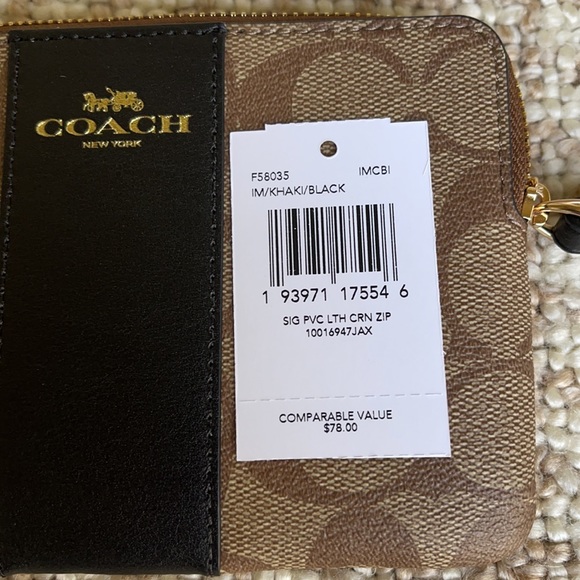 COACH
NEW YORK
F58035 IMCBI
IM/KHAKI/BLACK
1 93971 17554 6
SIG PVC LTH CRN ZIP
10016947JAX
COMPARABLE VALUE
$78.00